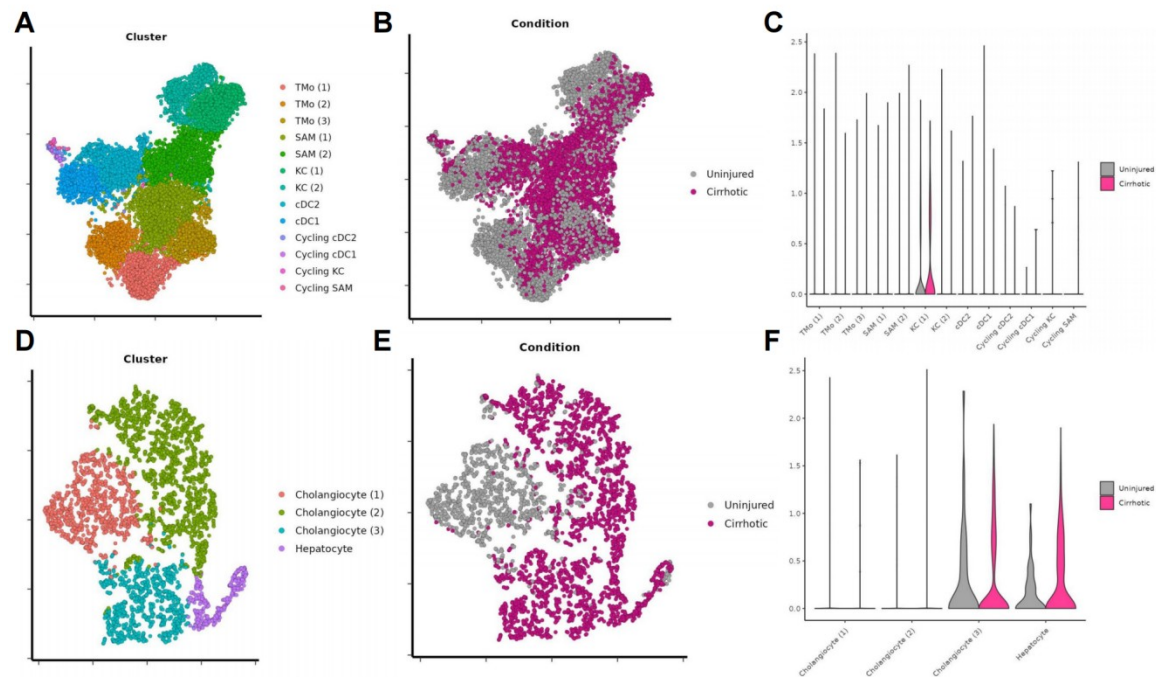 A
Cluster
TMo (1)
TMo (2)
TMo (3)
SAM (1)
SAM (2)
KC (1)
KC (2)
cDC2
cDC1
Cycling cDC2
Cycling cDC1
Cycling KC
Cycling SAM
B
Condition
Uninjured
Cirrhotic
C
2.5
2.0
1.5
1.0
0.5
0.0
TMo (1)
TMo (2)
TMo (3)
SAM (1)
SAM (2)
KC (1)
KC (2)
cDC2
cDC1
Cycling cDC2
Cycling cDC1
Cycling KC
Cycling SAM
Uninjured
Cirrhotic
D
Cluster
Cholangiocyte (1)
Cholangiocyte (2)
Cholangiocyte (3)
Hepatocyte
E
Condition
Uninjured
Cirrhotic
F
2.5
2.0
1.5
1.0
0.5
0.0
Cholangiocyte (1)
Cholangiocyte (2)
Cholangiocyte (3)
Hepatocyte
Uninjured
Cirrhotic